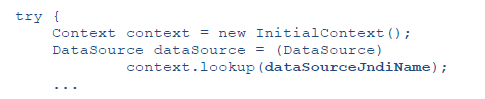 try {
    Context context = new InitialContext();
    DataSource dataSource = (DataSource)
            context.lookup(dataSourceJndiName);
    ...